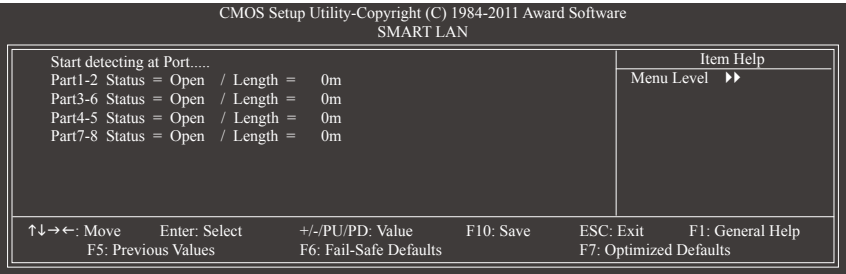 CMOS Setup Utility-Copyright (C) 1984-2011 Award Software
SMART LAN
Start detecting at Port.....
Part1-2 Status = Open / Length = 0m
Part3-6 Status = Open / Length = 0m
Part4-5 Status = Open / Length = 0m
Part7-8 Status = Open / Length = 0m
Item Help
Menu Level ▶▶
↑↓→←: Move Enter: Select +/-/PU/PD: Value F10: Save ESC: Exit F1: General Help
F5: Previous Values F6: Fail-Safe Defaults F7: Optimized Defaults